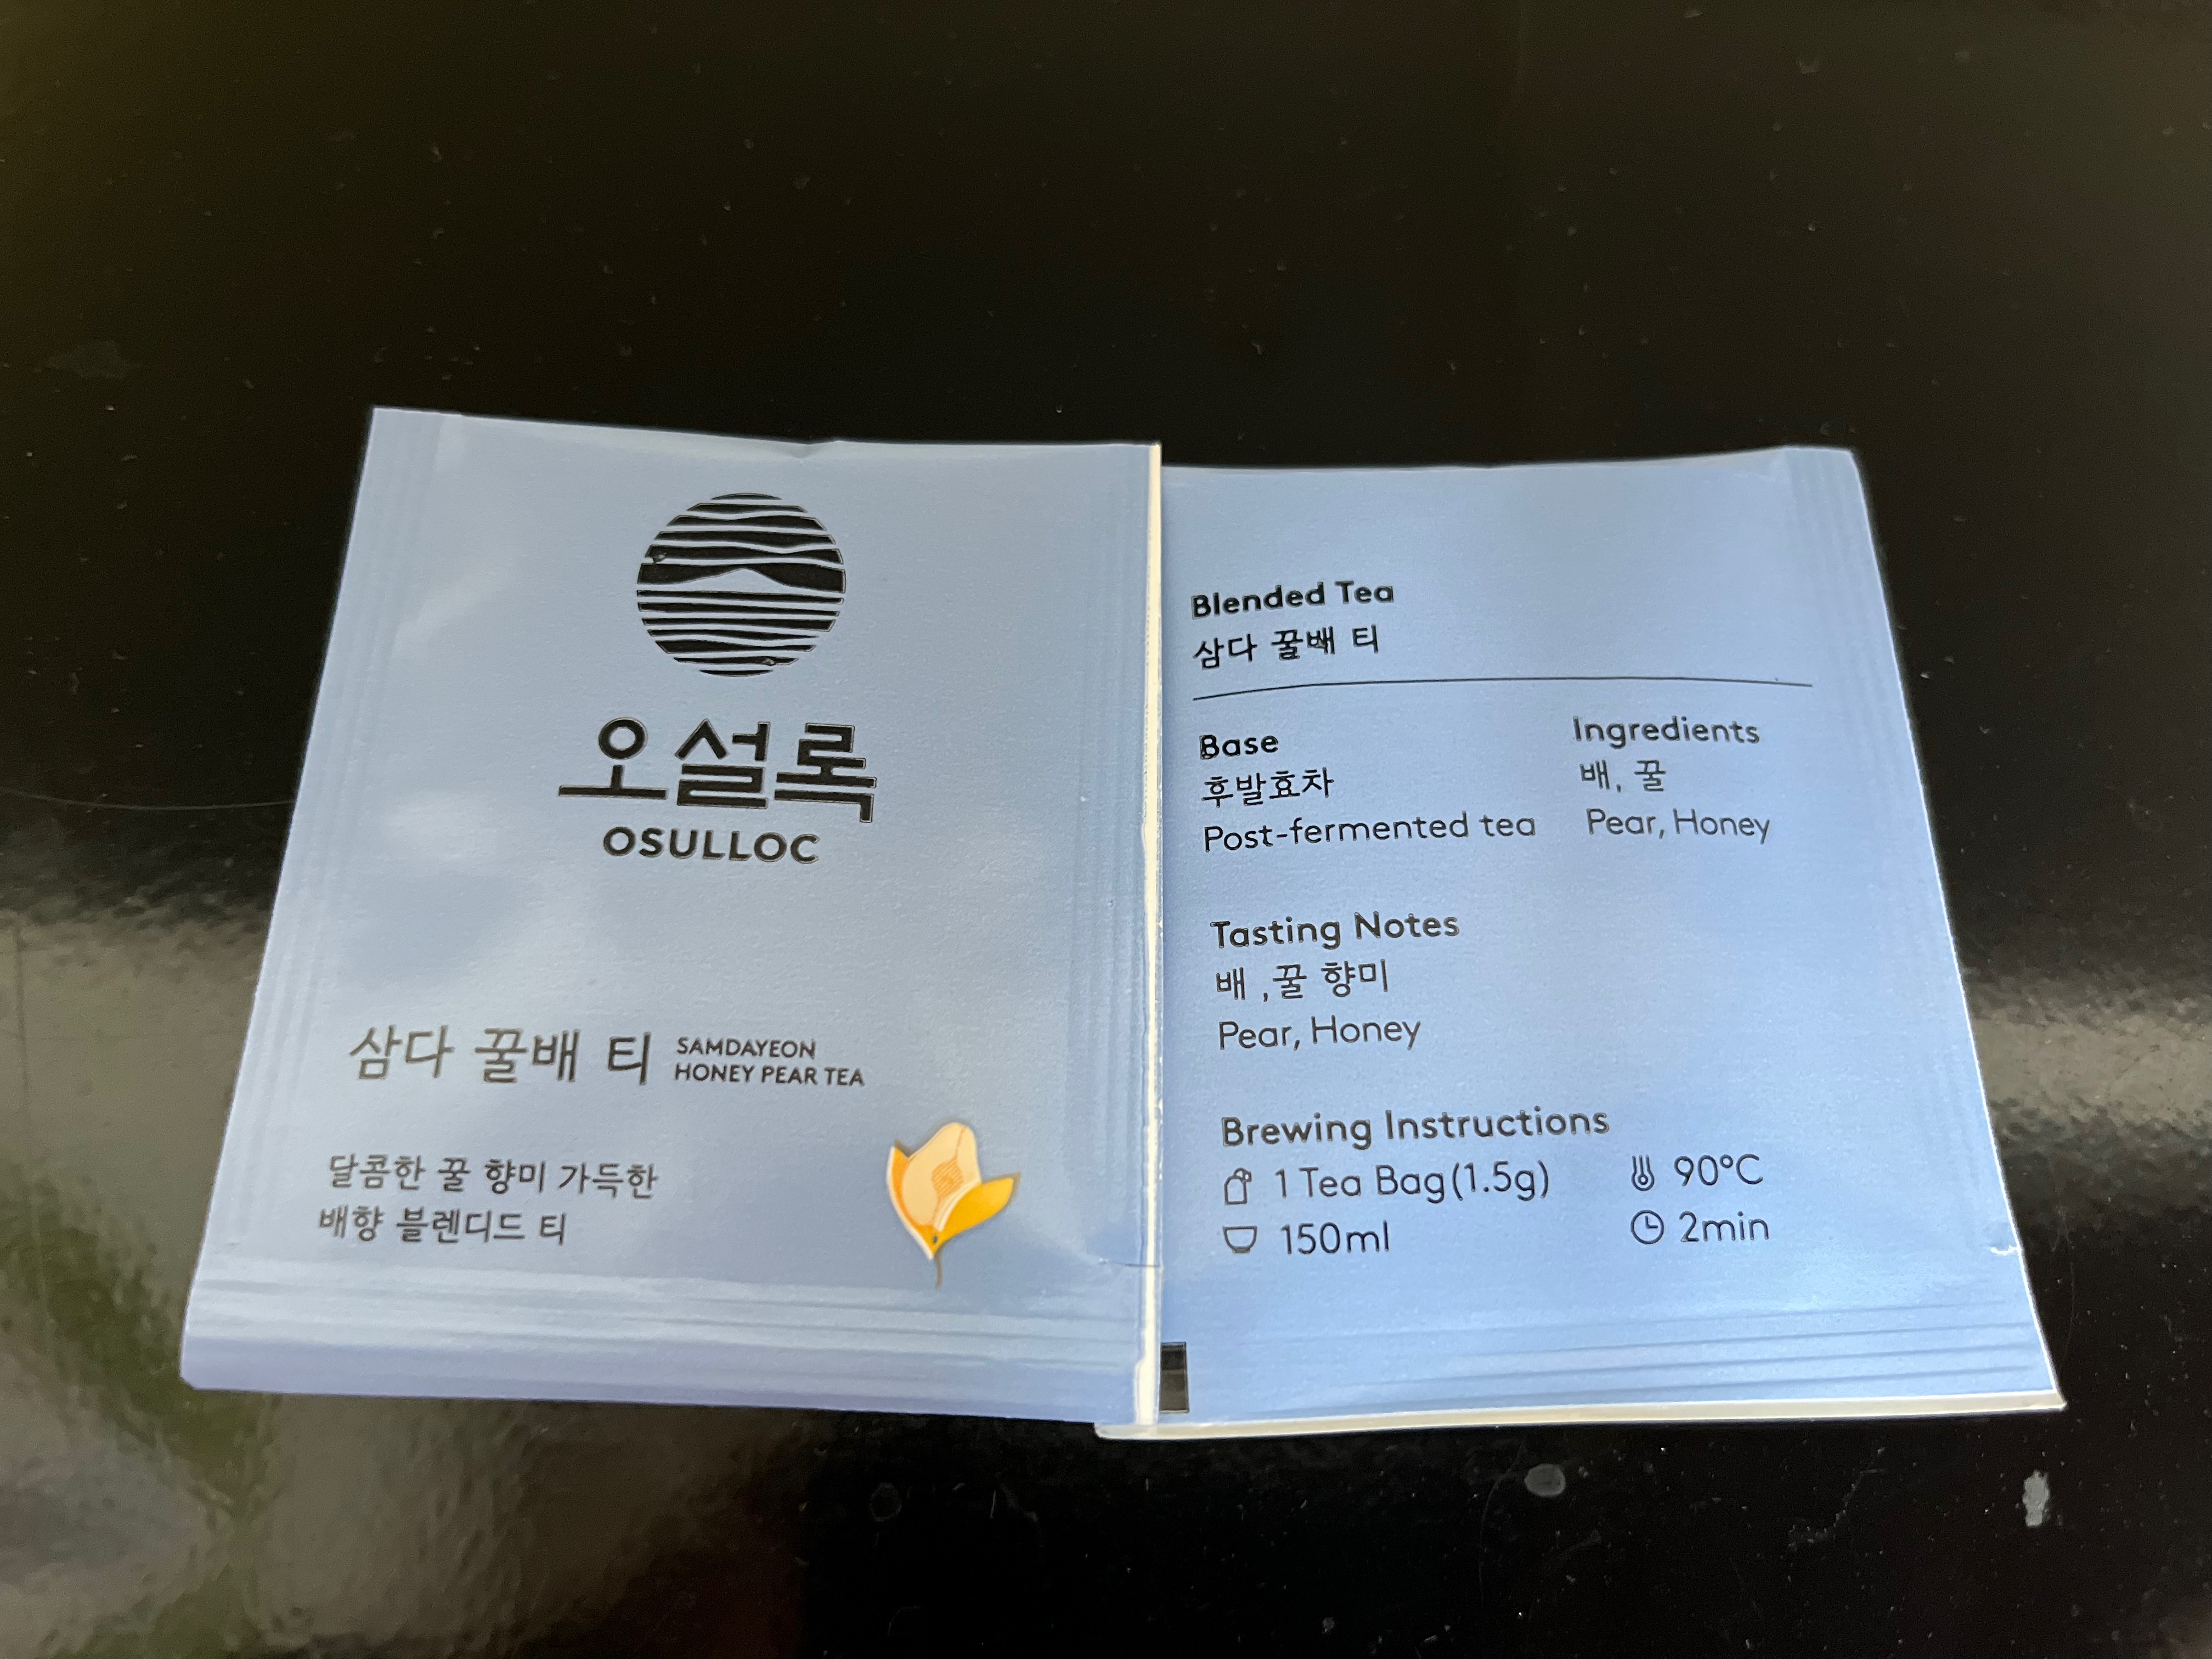 오설록
OSULLOC
삼다 꿀배 티
SAMDAYEON
HONEY PEAR TEA
달콤한 꿀 향미 가득한
배향 블렌디드 티
Blended Tea
삼다 꿀배 티
Base
후발효차
Post-fermented tea
Ingredients
배, 꿀
Pear, Honey
Tasting Notes
배 ,꿀 향미
Pear, Honey
Brewing Instructions
1 Tea Bag(1.5g)
90°C
150ml
2min